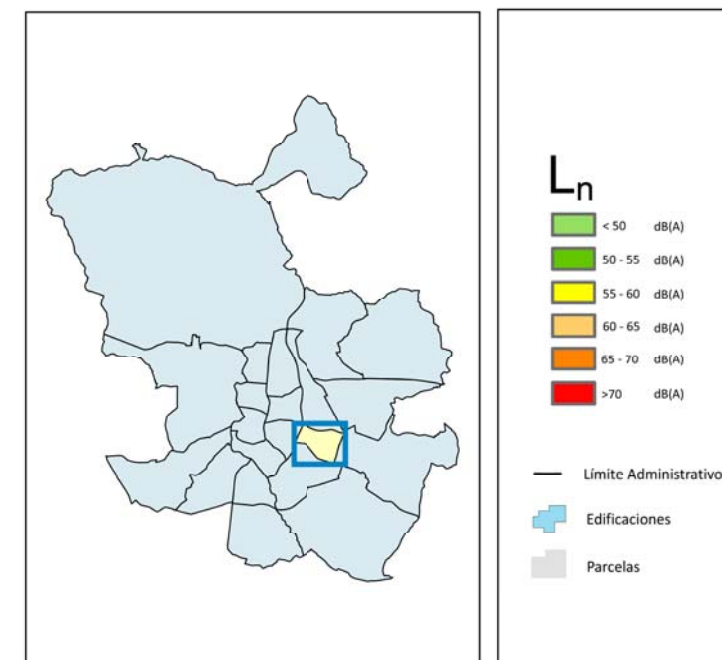 Ln
< 50 dB(A)
50 - 55 dB(A)
55 - 60 dB(A)
60 - 65 dB(A)
65 - 70 dB(A)
>70 dB(A)
Límite Administrativo
Edificaciones
Parcelas